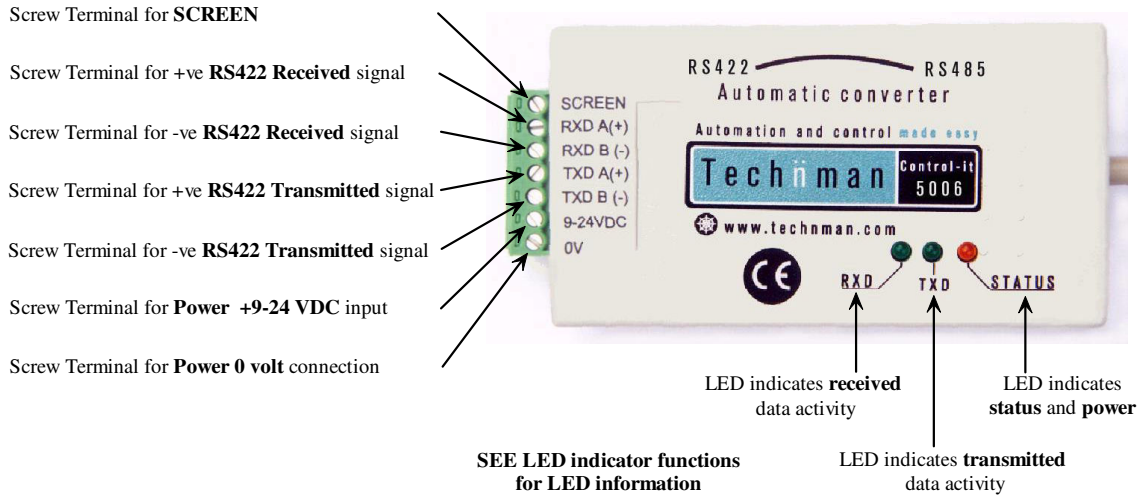 Screw Terminal for SCREEN
Screw Terminal for +ve RS422 Received signal
Screw Terminal for -ve RS422 Received signal
Screw Terminal for +ve RS422 Transmitted signal
Screw Terminal for -ve RS422 Transmitted signal
Screw Terminal for Power +9-24 VDC input
Screw Terminal for Power 0 volt connection
SCREEN
RXD A(+)
RXD B (-)
TXD A(+)
TXD B (-)
9-24VDC
0V
RS422 RS485
Automatic converter
Automation and control made easy
Techn̈man
Control-it
5006
www.technman.com
CE
RXD TXD STATUS
LED indicates received
data activity
LED indicates
status and power
LED indicates transmitted
data activity
SEE LED indicator functions
for LED information